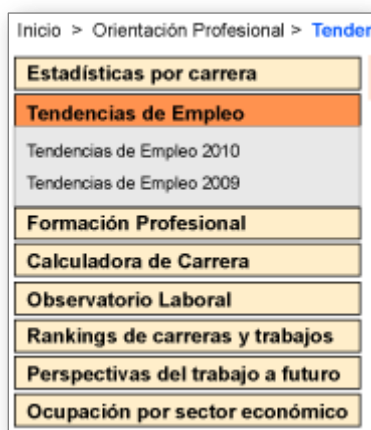 Inicio > Orientación Profesional >
Estadísticas por carrera
Tendencias de Empleo
Tendencias de Empleo 2010
Tendencias de Empleo 2009
Formación Profesional
Calculadora de Carrera
Observatorio Laboral
Rankings de carreras y trabajos
Perspectivas del trabajo a futuro
Ocupación por sector económico